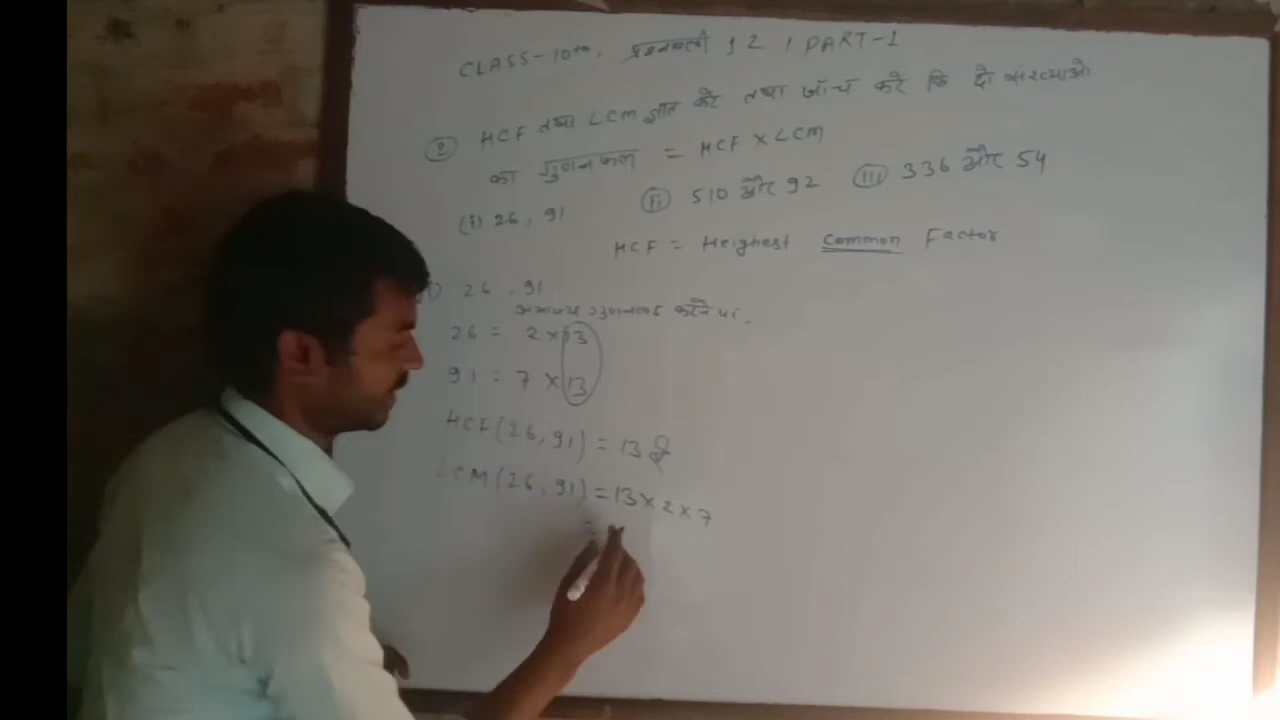 CLASS-10th. प्रश्नावली 1.2, PART-1
② HCF तथा LCM ज्ञात करें तथा जाँच करें कि दो संख्याओं
का गुणनफल = HCF × LCM
(i) 26, 91 (ii) 510 और 92 (iii) 336 और 54
HCF = Heighest Common Factor
26, 91
अभाज्य गुणनखंड करने पर,
26 = 2 × 13
91 = 7 × 13
HCF(26, 91) = 13
LCM(26, 91) = 13 × 2 × 7
=